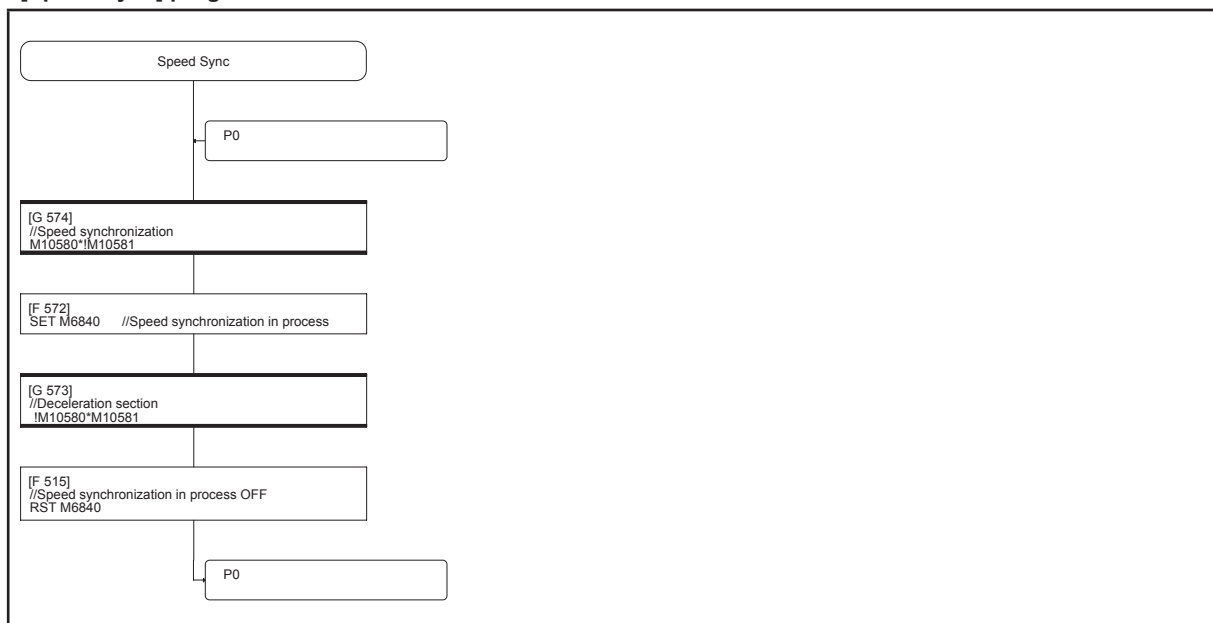 Speed Sync
P0
[G 574]
//Speed synchronization
M10580*!M10581
[F 572]
SET M6840 //Speed synchronization in process
[G 573]
//Deceleration section
!M10580*M10581
[F 515]
//Speed synchronization in process OFF
RST M6840
P0